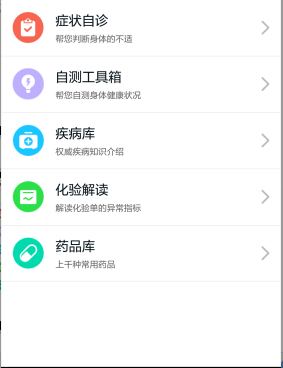 症状自诊
帮您判断身体的不适
自测工具箱
帮您自测身体健康状况
疾病库
权威疾病知识介绍
化验解读
解读化验单的异常指标
药品库
上千种常用药品